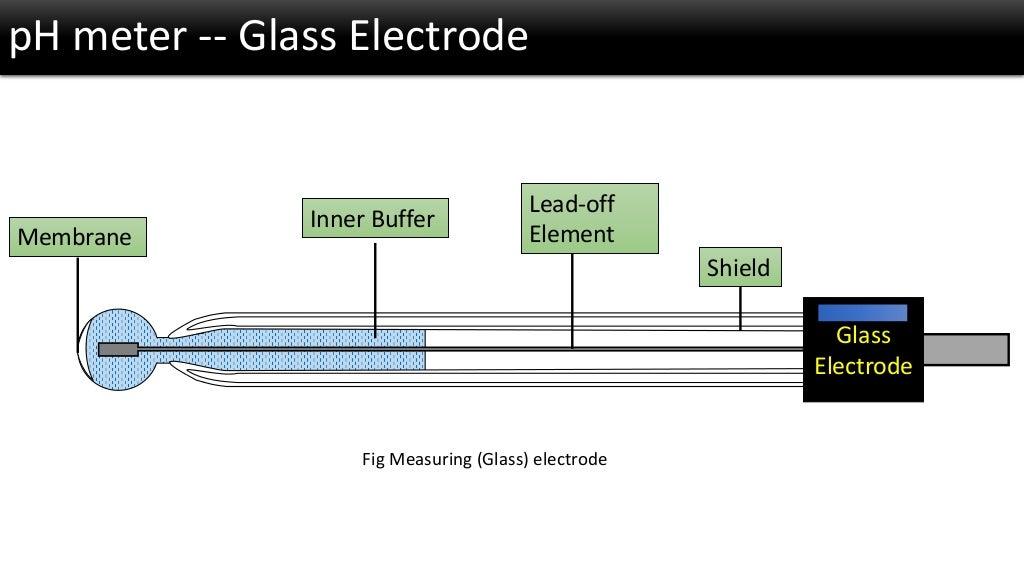 pH meter -- Glass Electrode
Membrane
Inner Buffer
Lead-off
Element
Shield
Glass
Electrode
Fig Measuring (Glass) electrode